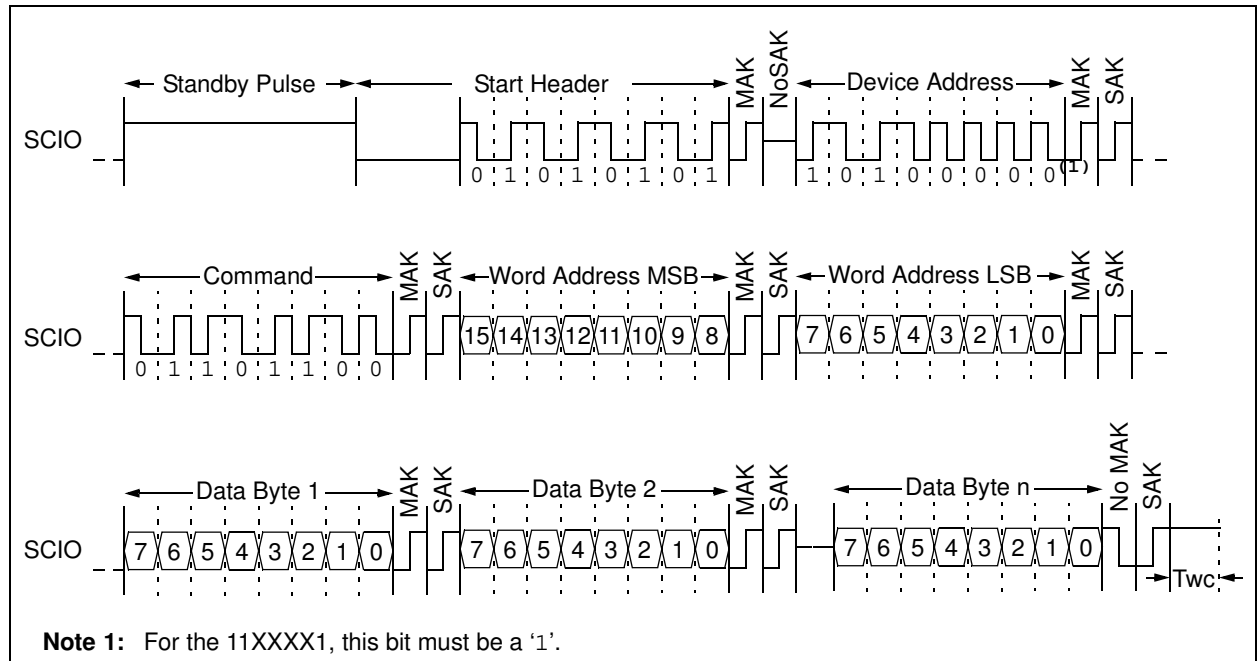 Standby Pulse Start Header MAK NoSAK Device Address MAK SAK
SCIO
0 1 0 1 0 1 0 1 1 0 1 0 0 0 0 0(1)
Command MAK SAK Word Address MSB MAK SAK Word Address LSB MAK SAK
SCIO 15 14 13 12 11 10 9 8 7 6 5 4 3 2 1 0
0 1 1 0 1 1 0 0
Data Byte 1 MAK SAK Data Byte 2 MAK SAK Data Byte n No MAK SAK
SCIO 7 6 5 4 3 2 1 0 7 6 5 4 3 2 1 0 7 6 5 4 3 2 1 0
Twc
Note 1: For the 11XXXX1, this bit must be a ‘1’.